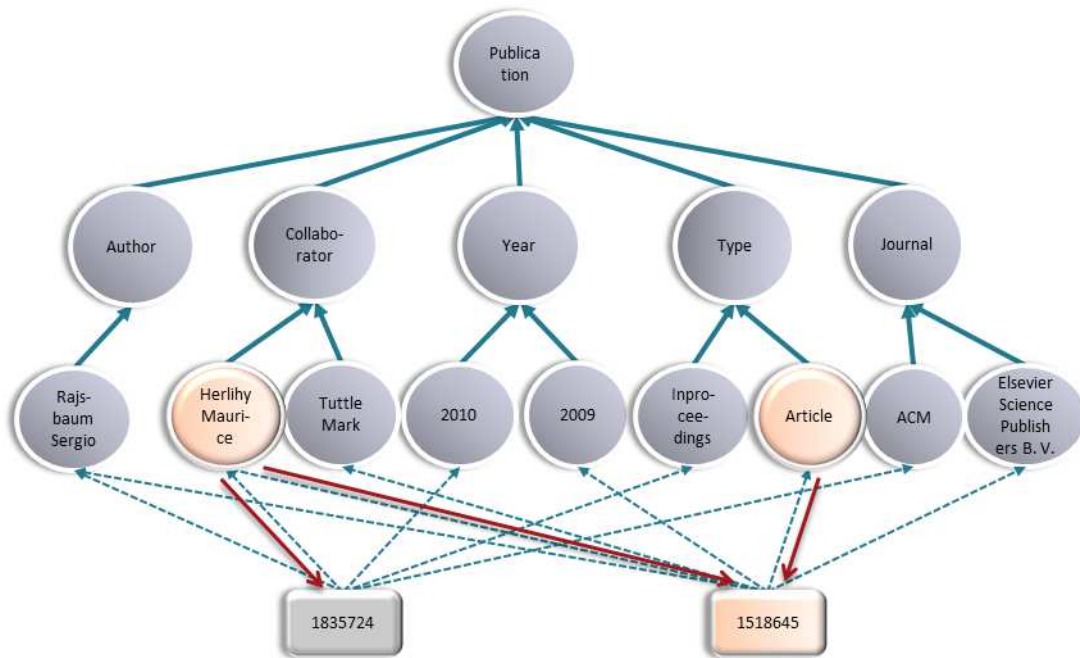 Publica
tion
Author
Collabo-
rator
Year
Type
Journal
Rajs-
baum
Sergio
Herlihy
Mauri-
ce
Tuttle
Mark
2010
2009
Inpro-
cee-
dings
Article
ACM
Elsevier
Science
Publish
ers B. V.
1835724
1518645